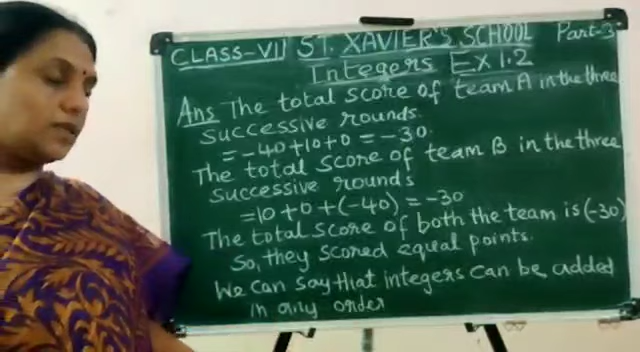 CLASS-VII ST. XAVIER'S SCHOOL Part-3
Integers EX 1.2
Ans The total score of team A in the three
successive rounds.
= -40+10+0 = -30.
The total score of team B in the three
successive rounds
=10+0+(-40) = -30
The total score of both the team is (-30)
So, they scored equal points.
We can say that integers can be added
in any order